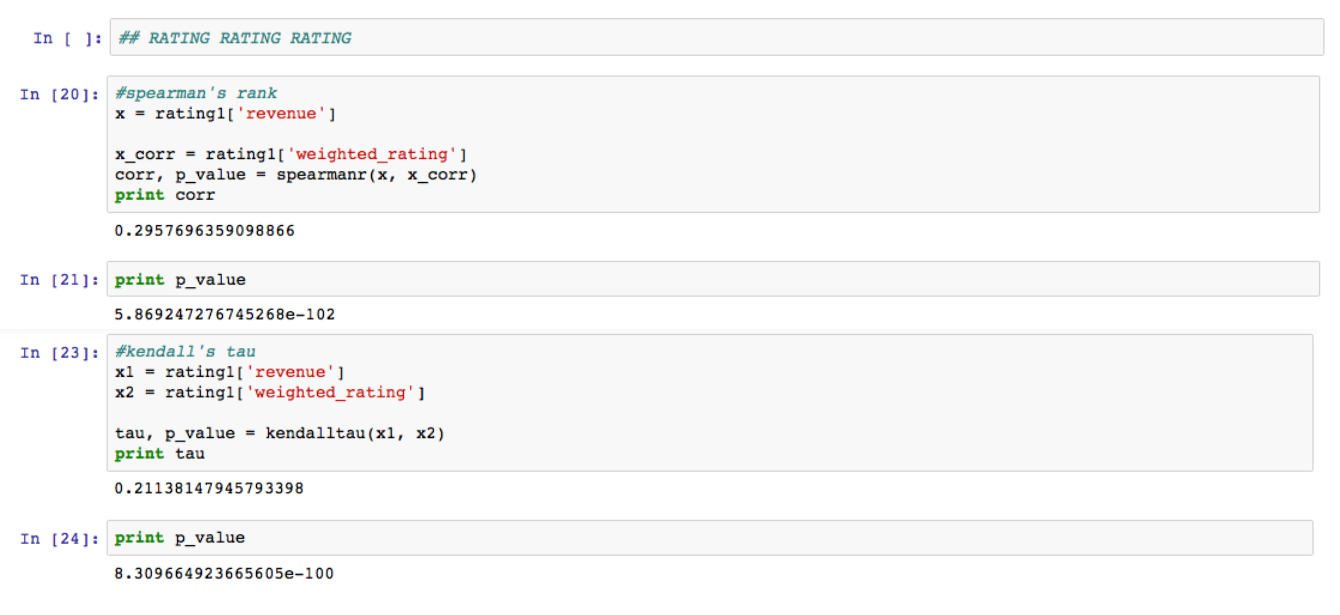 In [ ]: ## RATING RATING RATING
In [20]: #spearman's rank
x = rating1['revenue']
x_corr = rating1['weighted_rating']
corr, p_value = spearmanr(x, x_corr)
print corr
0.2957696359098866
In [21]: print p_value
5.869247276745268e-102
In [23]: #kendall's tau
x1 = rating1['revenue']
x2 = rating1['weighted_rating']
tau, p_value = kendalltau(x1, x2)
print tau
0.21138147945793398
In [24]: print p_value
8.309664923665605e-100